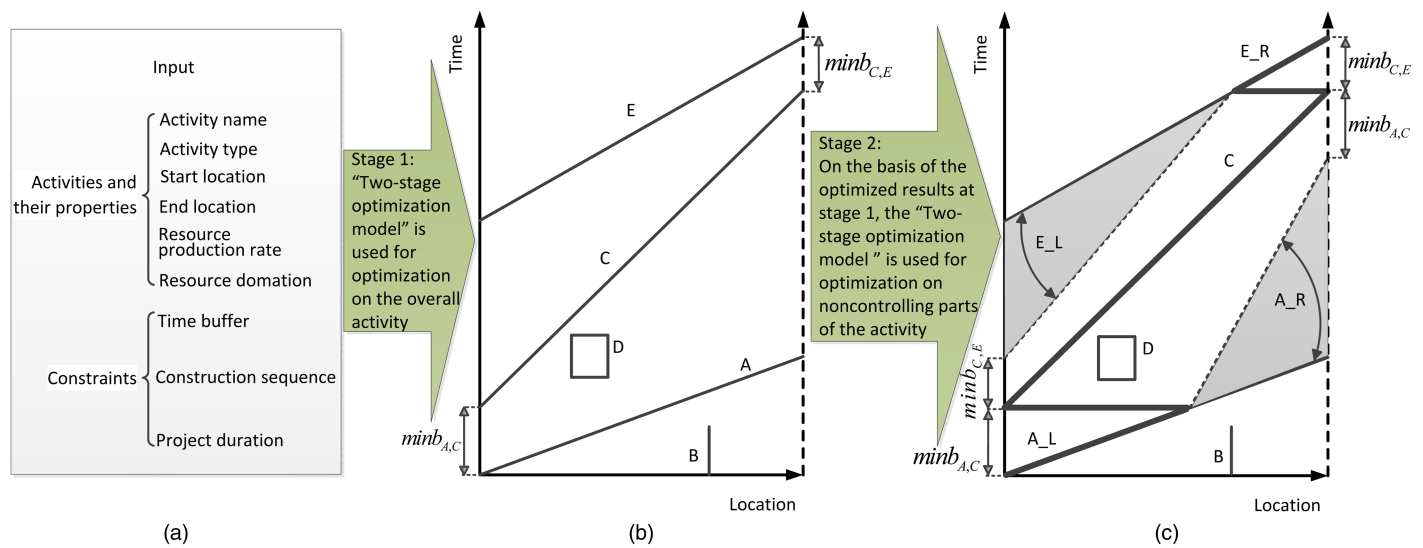 Input
Activities and
their properties
Activity name
Activity type
Start location
End location
Resource
production rate
Resource domation
Constraints
Time buffer
Construction sequence
Project duration
(a)
Stage 1:
“Two-stage
optimization
model” is
used for
optimization
on the overall
activity
Time
minb_{C,E}
E
C
D
A
minb_{A,C}
B
Location
(b)
Stage 2:
On the basis of the
optimized results at
stage 1, the “Two-
stage optimization
model ” is used for
optimization on
noncontrolling parts
of the activity
Time
E_R
minb_{C,E}
minb_{A,C}
C
E_L
A_R
D
minb_{C,E}
A_L
minb_{A,C}
B
Location
(c)